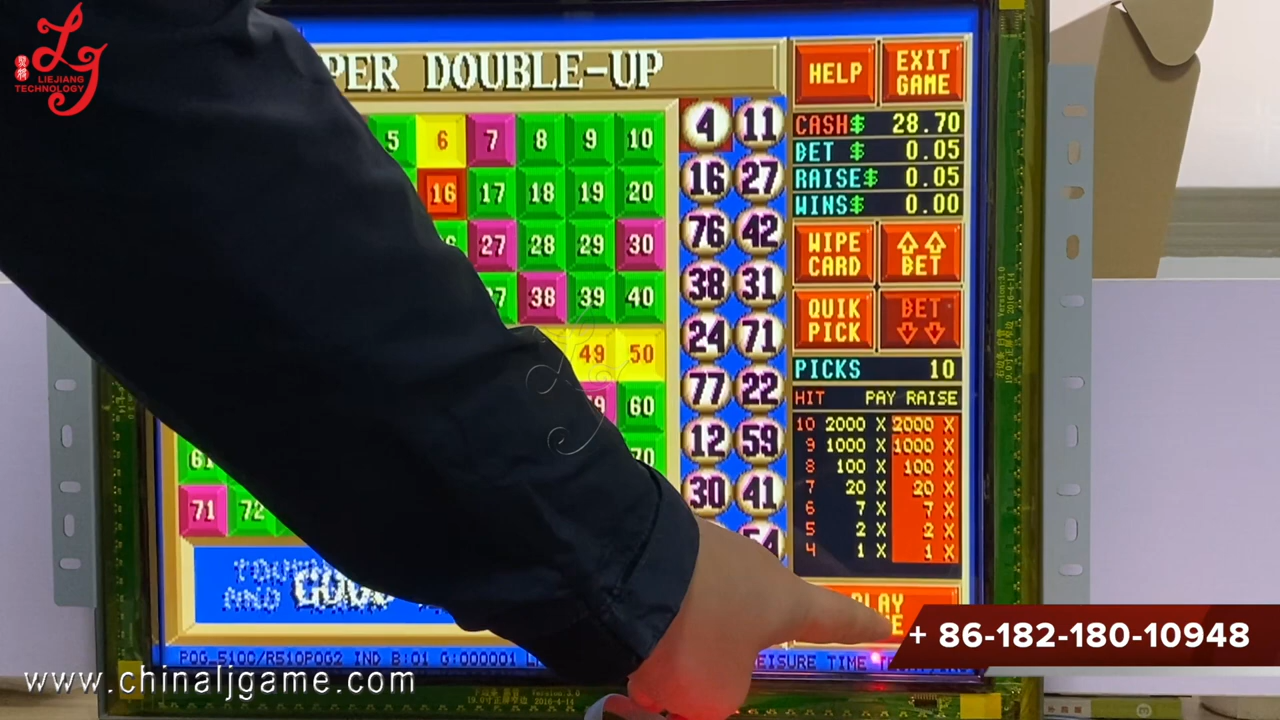 LIEJIANG
TECHNOLOGY
PER DOUBLE-UP
5 6 7 8 9 10
16 17 18 19 20
27 28 29 30
38 39 40
49 50
60
71 72
4 11
16 27
76 42
38 31
24 71
77 22
12 59
30 41
54
HELP
EXIT GAME
CASH$ 28.70
BET $ 0.05
RAISE$ 0.05
WINS$ 0.00
WIPE CARD
BET
QUIK PICK
BET
PICKS 10
HIT PAY RAISE
10 2000 X 2000 X
9 1000 X 1000 X
8 100 X 100 X
7 20 X 20 X
6 7 X 7 X
5 2 X 2 X
4 1 X 1 X
AND
+ 86-182-180-10948
POG-510C/R510POG2 IND B:01 G:000001
EISURE TIME
www.chinaljgame.com